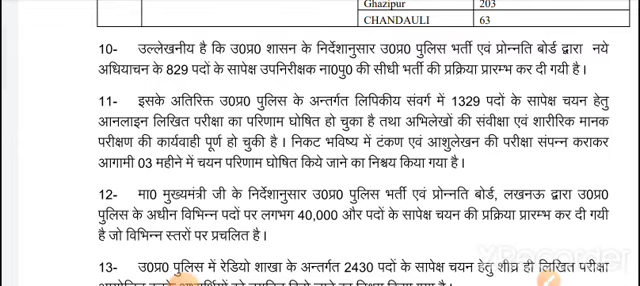 Ghazipur 203
CHANDAULI 63
10- उल्लेखनीय है कि उ0प्र0 शासन के निर्देशानुसार उ0प्र0 पुलिस भर्ती एवं प्रोन्नति बोर्ड द्वारा नये
अधियाचन के 829 पदों के सापेक्ष उपनिरीक्षक ना0पु0 की सीधी भर्ती की प्रक्रिया प्रारम्भ कर दी गयी है।
11- इसके अतिरिक्त उ0प्र0 पुलिस के अन्तर्गत लिपिकीय संवर्ग में 1329 पदों के सापेक्ष चयन हेतु
आनलाइन लिखित परीक्षा का परिणाम घोषित हो चुका है तथा अभिलेखों की संवीक्षा एवं शारीरिक मानक
परीक्षण की कार्यवाही पूर्ण हो चुकी है। निकट भविष्य में टंकण एवं आशुलेखन की परीक्षा संपन्न कराकर
आगामी 03 महीने में चयन परिणाम घोषित किये जाने का निश्चय किया गया है।
12- मा0 मुख्यमंत्री जी के निर्देशानुसार उ0प्र0 पुलिस भर्ती एवं प्रोन्नति बोर्ड, लखनऊ द्वारा उ0प्र0
पुलिस के अधीन विभिन्न पदों पर लगभग 40,000 और पदों के सापेक्ष चयन की प्रक्रिया प्रारम्भ कर दी गयी
है जो विभिन्न स्तरों पर प्रचलित है।
XRecorder
13- उ0प्र0 पुलिस में रेडियो शाखा के अन्तर्गत 2430 पदों के सापेक्ष चयन हेतु शीघ्र ही लिखित परीक्षा